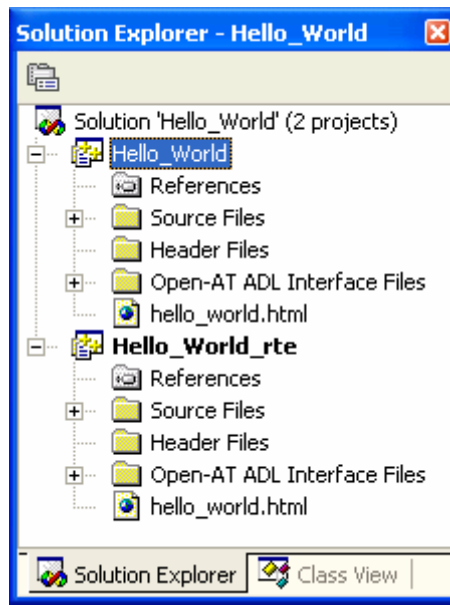 Solution Explorer - Hello_World
Solution 'Hello_World' (2 projects)
Hello_World
References
Source Files
Header Files
Open-AT ADL Interface Files
hello_world.html
Hello_World_rte
References
Source Files
Header Files
Open-AT ADL Interface Files
hello_world.html
Solution Explorer Class View